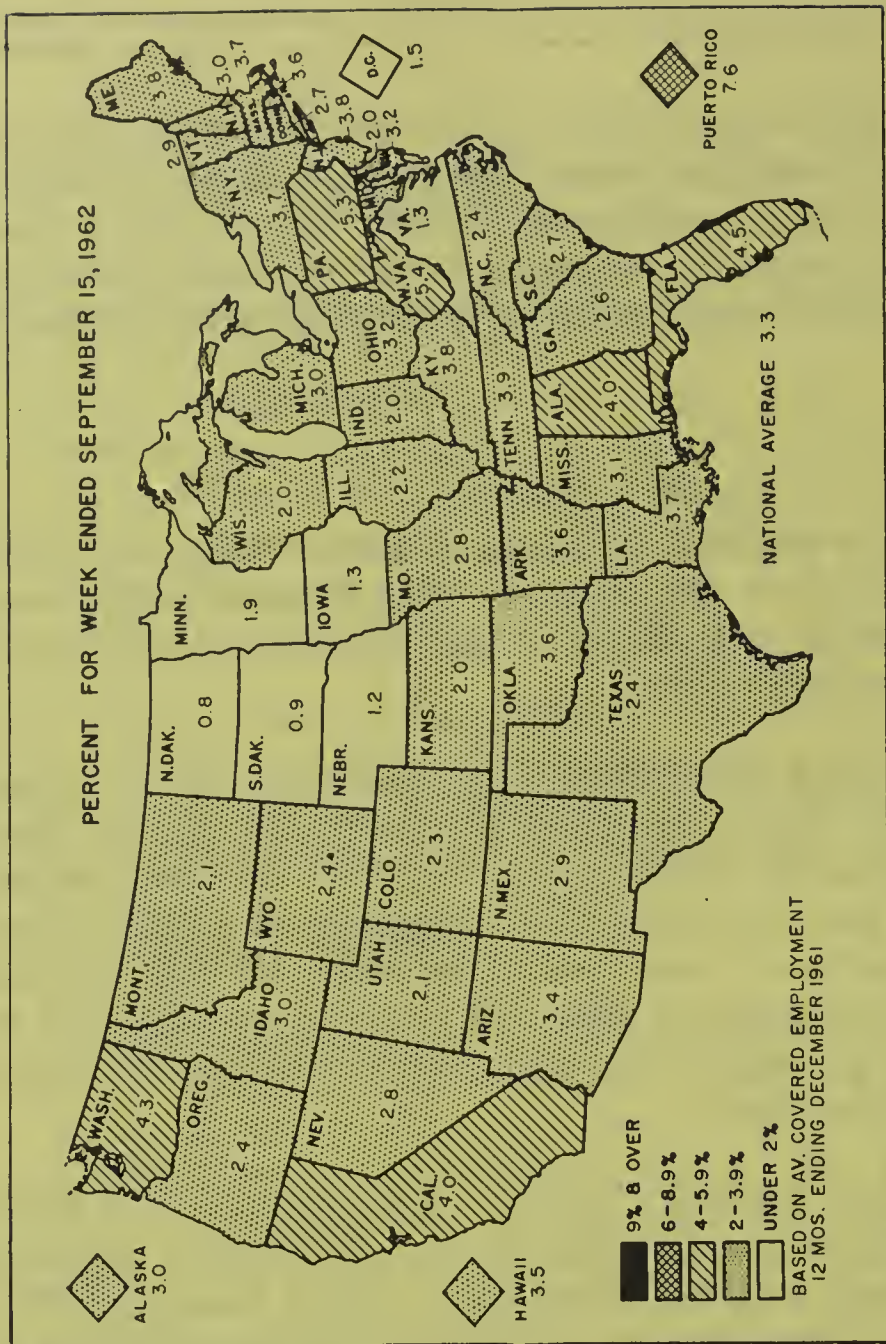 PERCENT FOR WEEK ENDED SEPTEMBER 15, 1962
WASH.
4.3
OREG.
2.4
CAL.
4.0
NEV.
2.8
IDAHO
3.0
MONT.
2.1
WYO
2.4
UTAH
2.1
COLO
2.3
ARIZ
3.4
N.MEX.
2.9
N.DAK.
0.8
S.DAK.
0.9
NEBR.
1.2
KANS.
2.0
OKLA
3.6
TEXAS
2.4
MINN.
1.9
IOWA
1.3
MO.
2.8
ARK.
3.6
LA.
3.7
WIS.
2.0
ILL.
2.2
MICH.
3.0
IND.
2.0
OHIO
3.2
KY
3.8
TENN. 3.9
MISS.
3.1
ALA.
4.0
GA
2.6
FLA.
4.5
S.C.
2.7
N.C. 2.4
VA.
1.3
W.VA.
5.4
PA.
5.3
N.Y
3.7
VT
2.9
NH
3.0
ME.
3.8
MASS.
3.7
CONN.
3.6
2.7
N.J.
3.8
2.0
MD.
3.2
D.C.
1.5
ALASKA
3.0
HAWAII
3.5
PUERTO RICO
7.6
NATIONAL AVERAGE 3.3
9% & OVER
6-8.9%
4-5.9%
2-3.9%
UNDER 2%
BASED ON AV. COVERED EMPLOYMENT
12 MOS. ENDING DECEMBER 1961